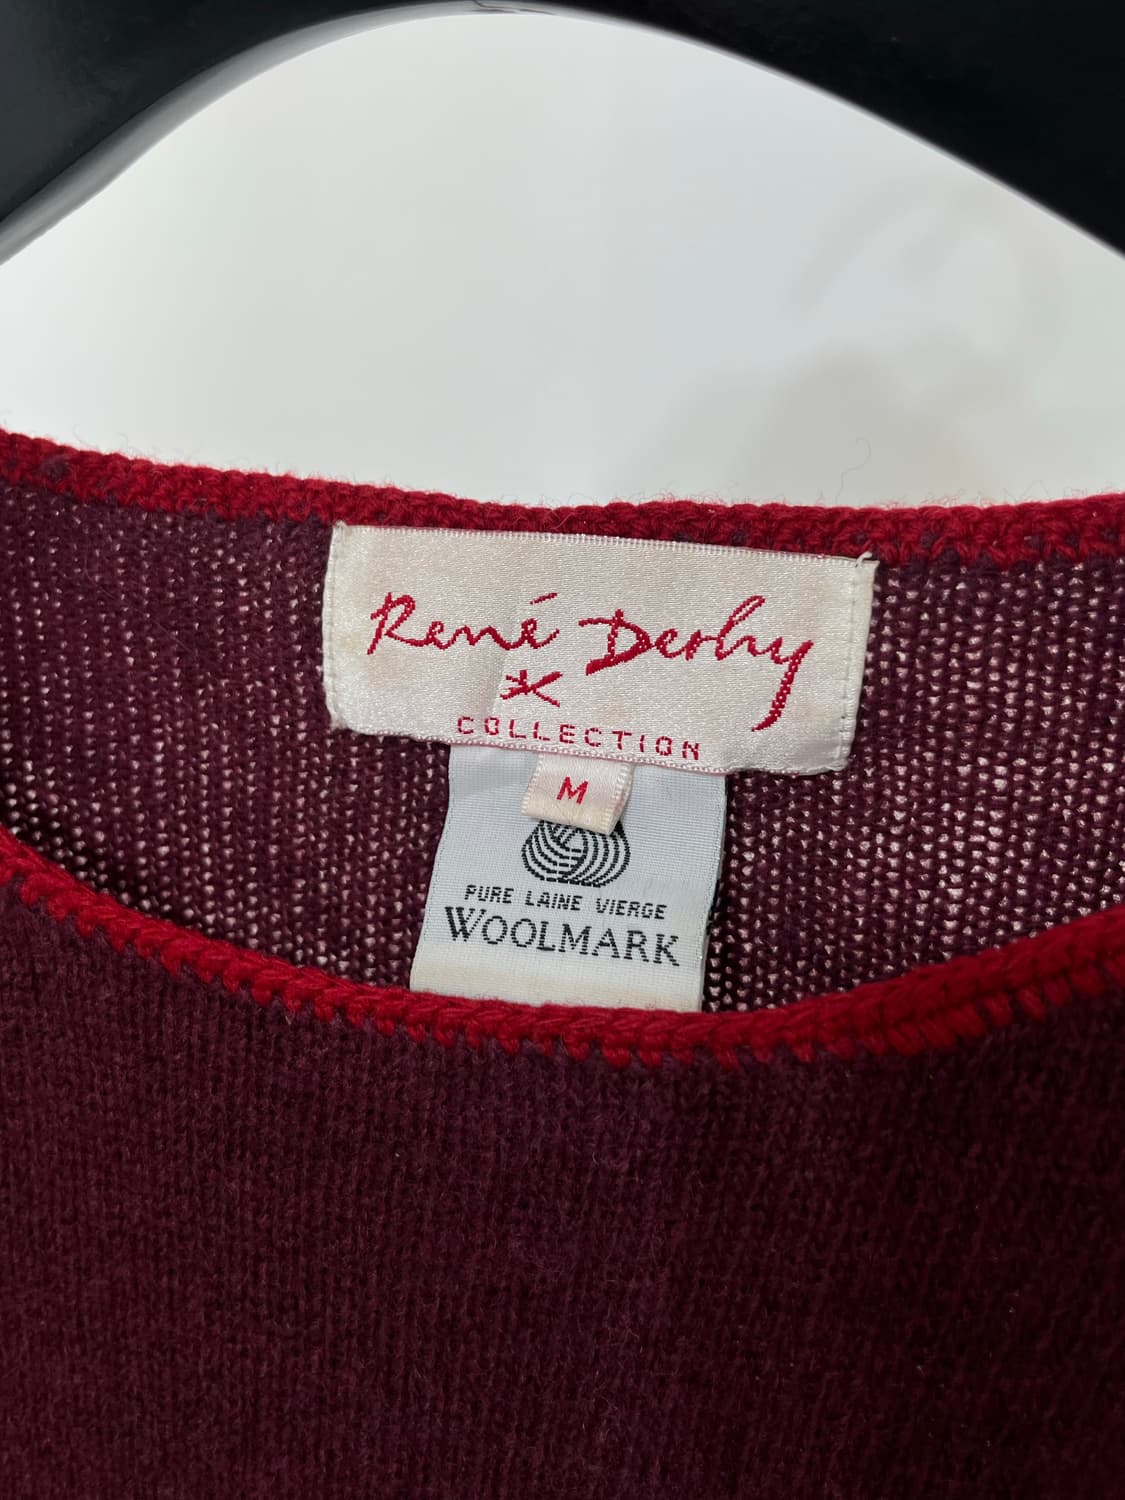 René Derhy
COLLECTION
M
PURE LAINE VIERGE
WOOLMARK